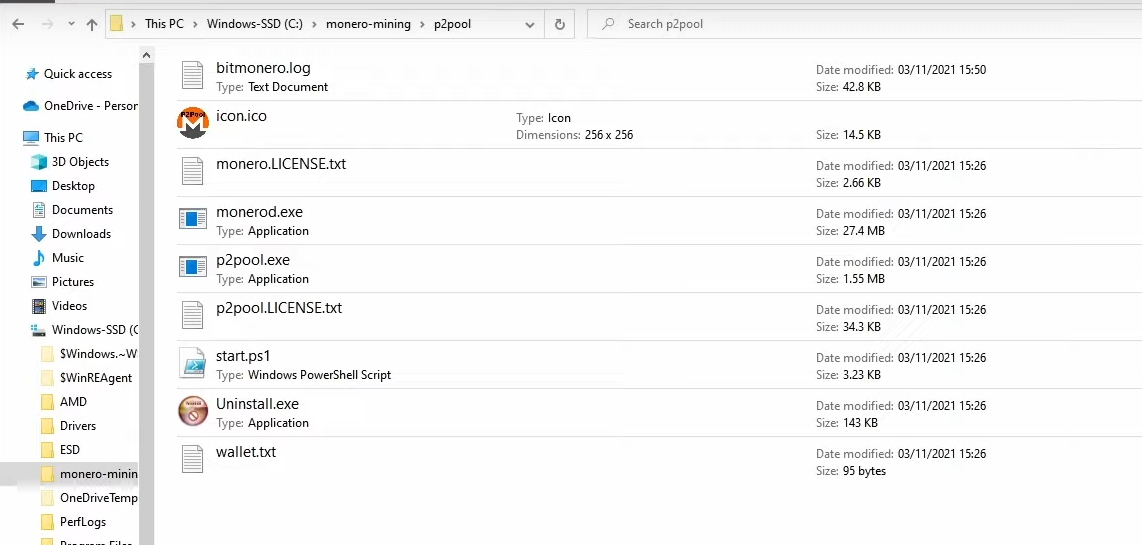 This PC > Windows-SSD (C:) > monero-mining > p2pool
Search p2pool
Quick access
OneDrive - Person
This PC
3D Objects
Desktop
Documents
Downloads
Music
Pictures
Videos
Windows-SSD (C
$Windows.~W
$WinREAgent
AMD
Drivers
ESD
monero-minin
OneDriveTemp
PerfLogs
Program Files
bitmonero.log
Type: Text Document
Date modified: 03/11/2021 15:50
Size: 42.8 KB
P2Pool
icon.ico
Type: Icon
Dimensions: 256 x 256
Size: 14.5 KB
monero.LICENSE.txt
Date modified: 03/11/2021 15:26
Size: 2.66 KB
monerod.exe
Type: Application
Date modified: 03/11/2021 15:26
Size: 27.4 MB
p2pool.exe
Type: Application
Date modified: 03/11/2021 15:26
Size: 1.55 MB
p2pool.LICENSE.txt
Date modified: 03/11/2021 15:26
Size: 34.3 KB
start.ps1
Type: Windows PowerShell Script
Date modified: 03/11/2021 15:26
Size: 3.23 KB
Uninstall.exe
Type: Application
Date modified: 03/11/2021 15:26
Size: 143 KB
wallet.txt
Date modified: 03/11/2021 15:26
Size: 95 bytes